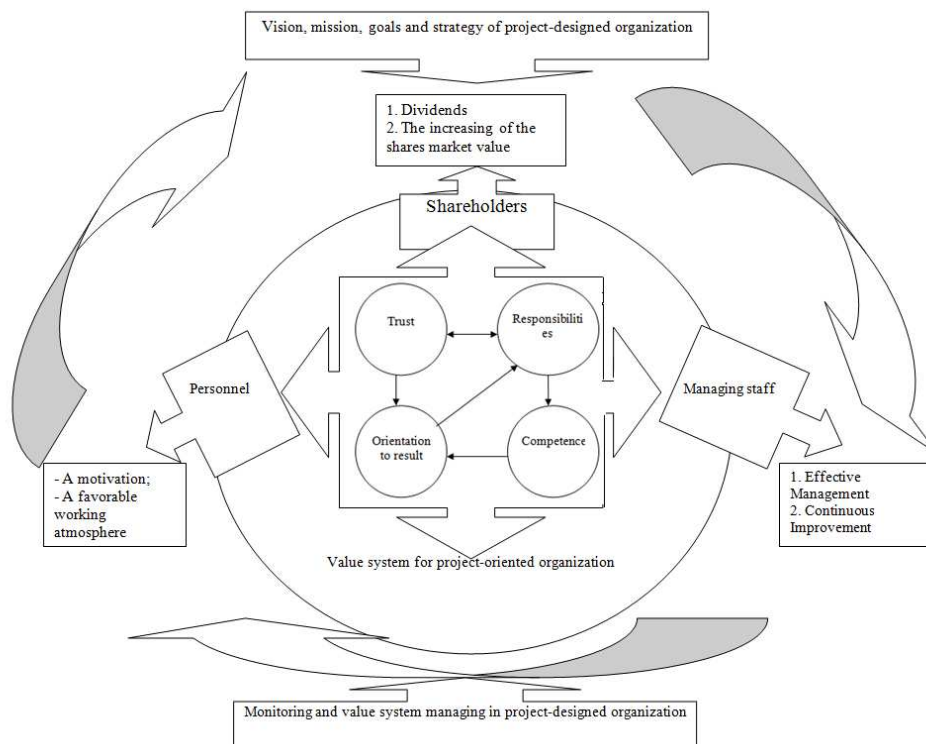 Vision, mission, goals and strategy of project-designed organization
1. Dividends
2. The increasing of the
shares market value
Shareholders
Trust
Responsibiliti
es
Personnel
Managing staff
Orientation
to result
Competence
- A motivation;
- A favorable
working
atmosphere
1. Effective
Management
2. Continuous
Improvement
Value system for project-oriented organization
Monitoring and value system managing in project-designed organization